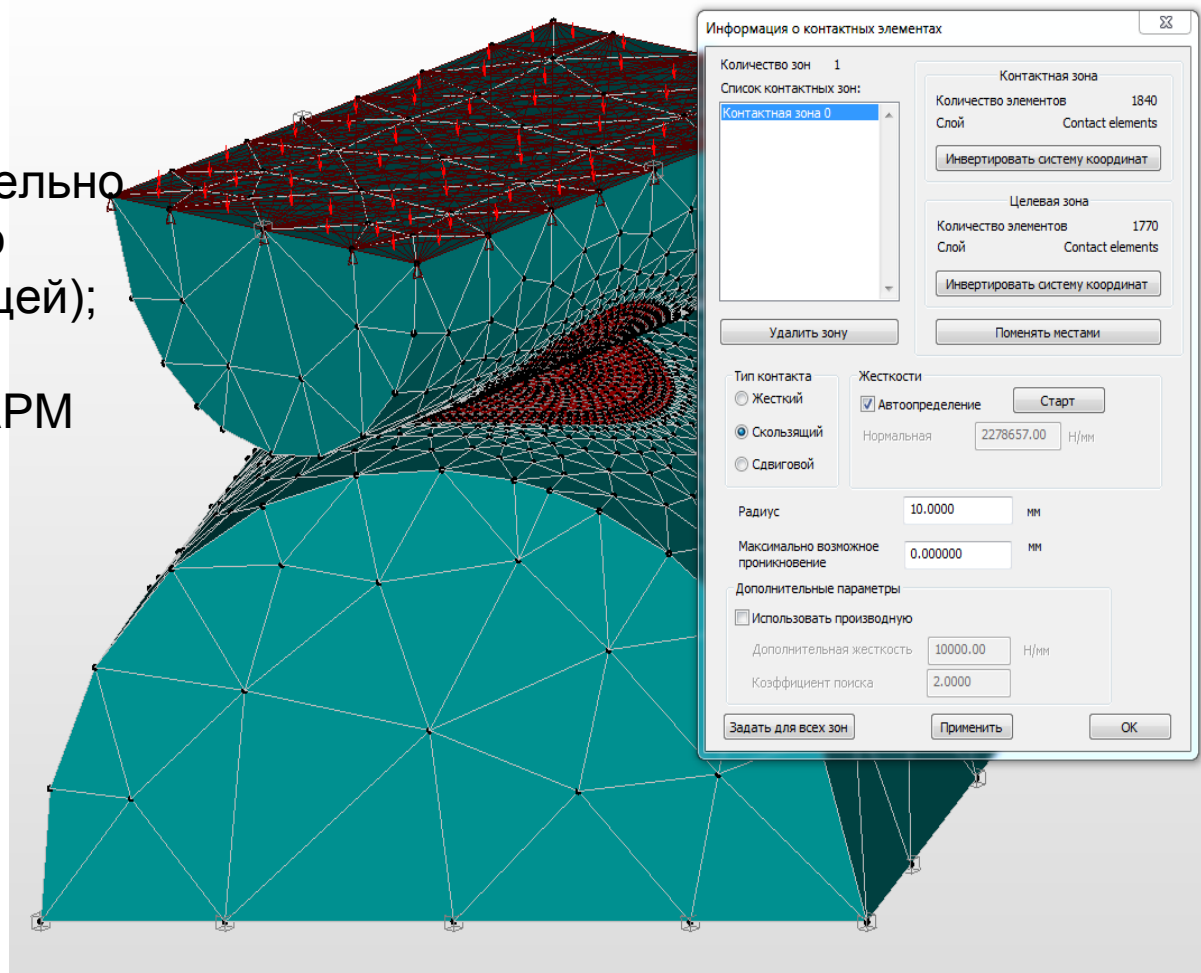 ельно
о
цей);
АРМ
Информация о контактных элементах
Количество зон 1
Список контактных зон:
Контактная зона 0
Удалить зону
Контактная зона
Количество элементов 1840
Слой Contact elements
Инвертировать систему координат
Целевая зона
Количество элементов 1770
Слой Contact elements
Инвертировать систему координат
Поменять местами
Тип контакта
Жесткий
Скользящий
Сдвиговой
Жесткости
Автоопределение Старт
Нормальная 2278657.00 Н/мм
Радиус 10.0000 мм
Максимально возможное проникновение 0.000000 мм
Дополнительные параметры
Использовать производную
Дополнительная жесткость 10000.00 Н/мм
Коэффициент поиска 2.0000
Задать для всех зон Применить OK